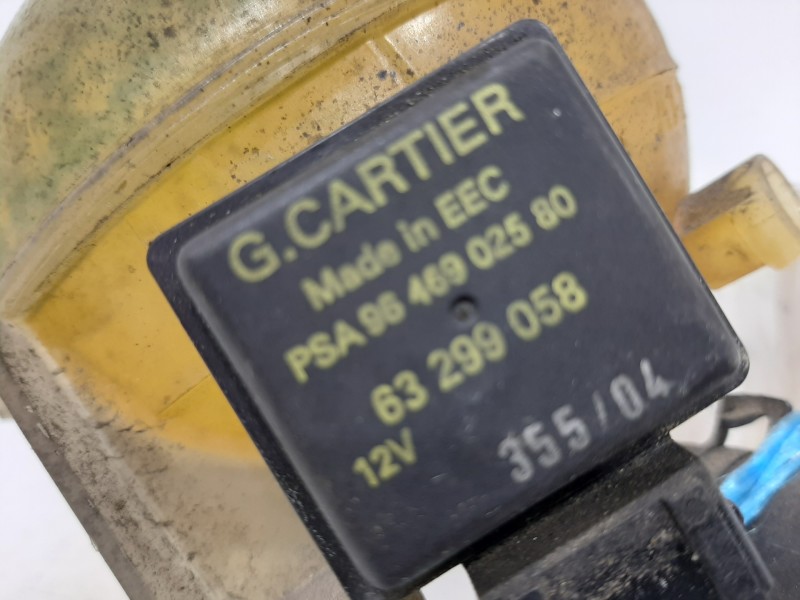 G.CARTIER
Made in EEC
PSA 96 469 025 80
63 299 058
12V
355/04